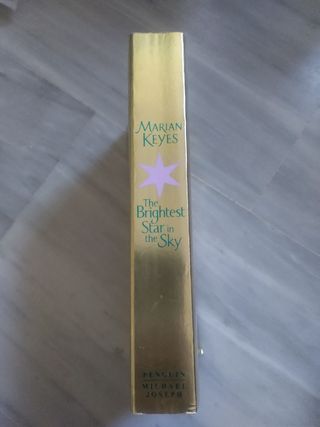 MARIAN
KEYES
The
Brightest
Star in
the Sky
PENGUIN
MICHAEL
JOSEPH